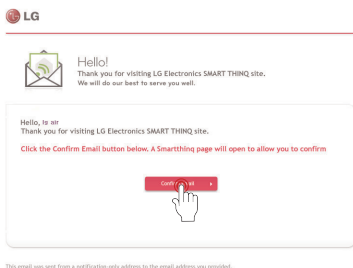 LG
Hello!
Thank you for visiting LG Electronics SMART THINQ site.
We will do our best to serve you well.
Hello,
Thank you for visiting LG Electronics SMART THINQ site.
Click the Confirm Email button below. A Smartthinq page will open to allow you to confirm
Confirm Email
This email was sent from a notification-only address to the email address you provided.